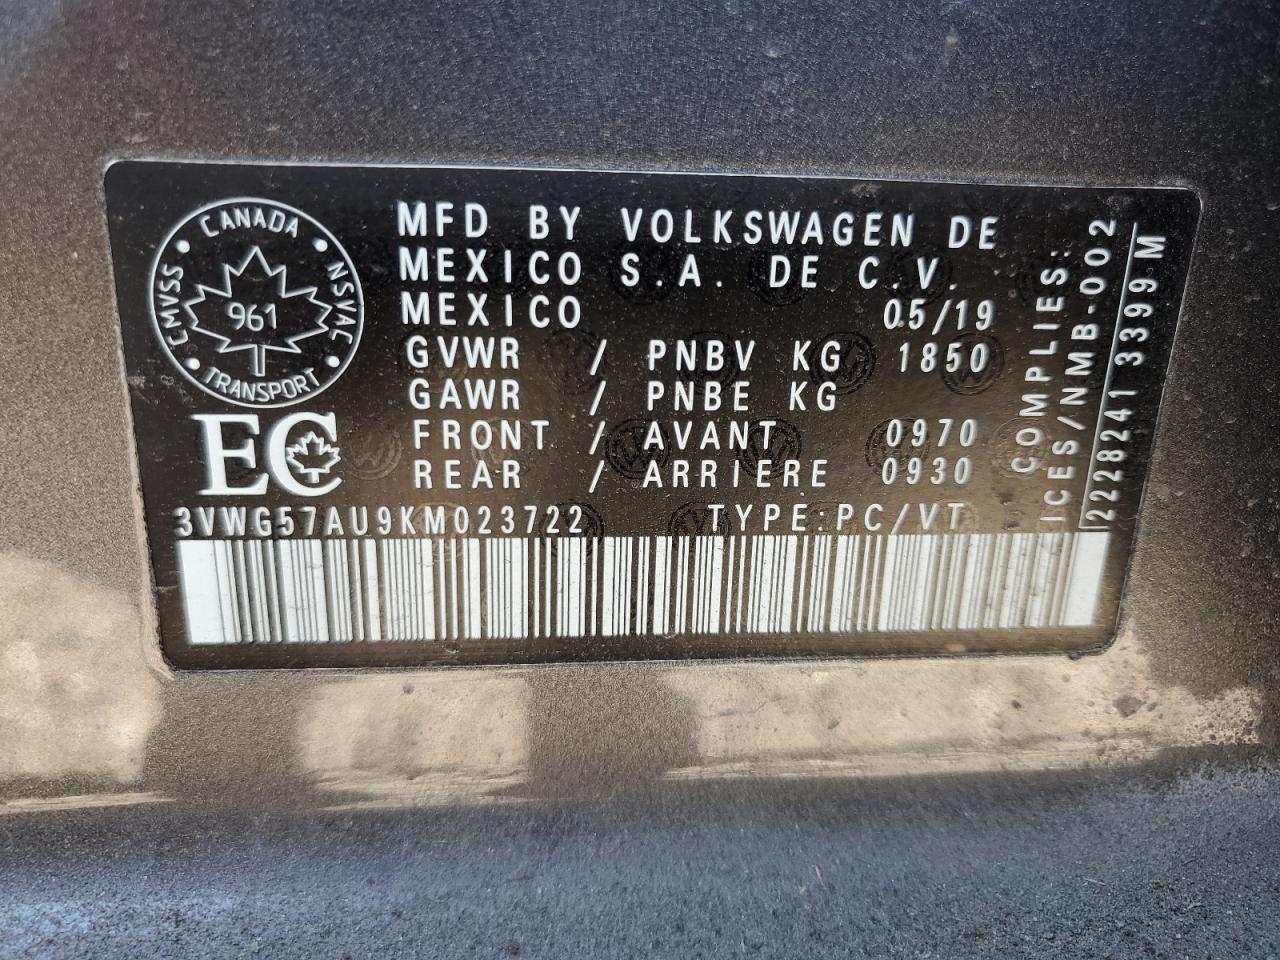 CANADA
CMVSS
NSVAC
961
TRANSPORT
EC
MFD BY VOLKSWAGEN DE
MEXICO S.A. DE C.V.
MEXICO 05/19
GVWR / PNBV KG 1850
GAWR / PNBE KG
FRONT / AVANT 0970
REAR / ARRIERE 0930
3VWG57AU9KM023722 TYPE:PC/VT
COMPLIES:
ICES/NMB-002
2228241 3399M